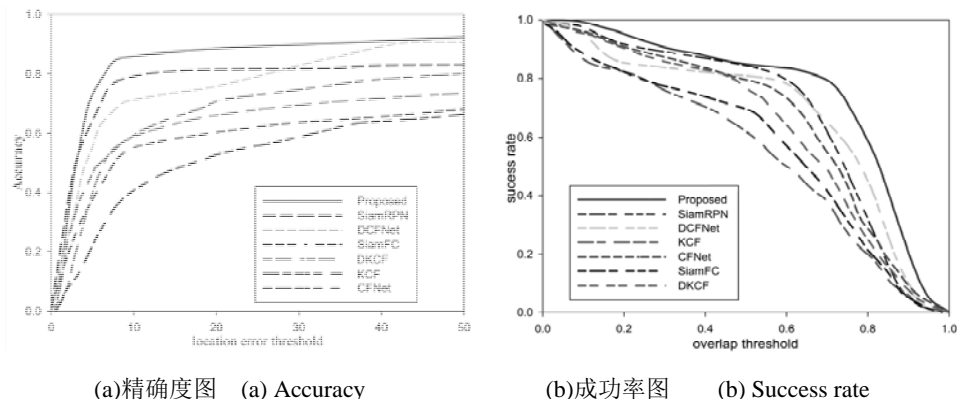 1.0
0.8
0.6
0.4
0.2
0.0
Accuracy
0 10 20 30 40 50
location error threshold
Proposed
SiamRPN
DCFNet
SiamFC
DKCF
KCF
CFNet
1.0
0.8
0.6
0.4
0.2
0.0
sucess rate
0.0 0.2 0.4 0.6 0.8 1.0
overlap threshold
Proposed
SiamRPN
DCFNet
KCF
CFNet
SiamFC
DKCF
(a)精确度图 (a) Accuracy
(b)成功率图 (b) Success rate